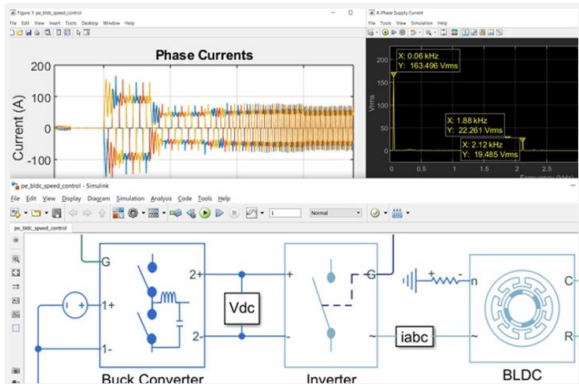 Figure 1 pe_bldc_speed_control
File Edit View Insert Tools Desktop Window Help
Phase Currents
Current (A)
200
100
0
-100
A-Phase Supply Current
File Tools View Simulation Help
Vrms
200
150
50
0
X: 0.06 kHz
Y: 163.496 Vrms
X: 1.88 kHz
Y: 22.261 Vrms
X: 2.12 kHz
Y: 19.485 Vrms
0 0.5 1 1.5 2 2.5
pe_bldc_speed_control - Simulink
File Edit View Display Diagram Simulation Analysis Code Tools Help
1
Normal
pe_bldc_speed_control
G
1+
1-
2+
2-
Buck Converter
Vdc
+
-
G
~
Inverter
iabc
+ -
n
~
C
R
BLDC